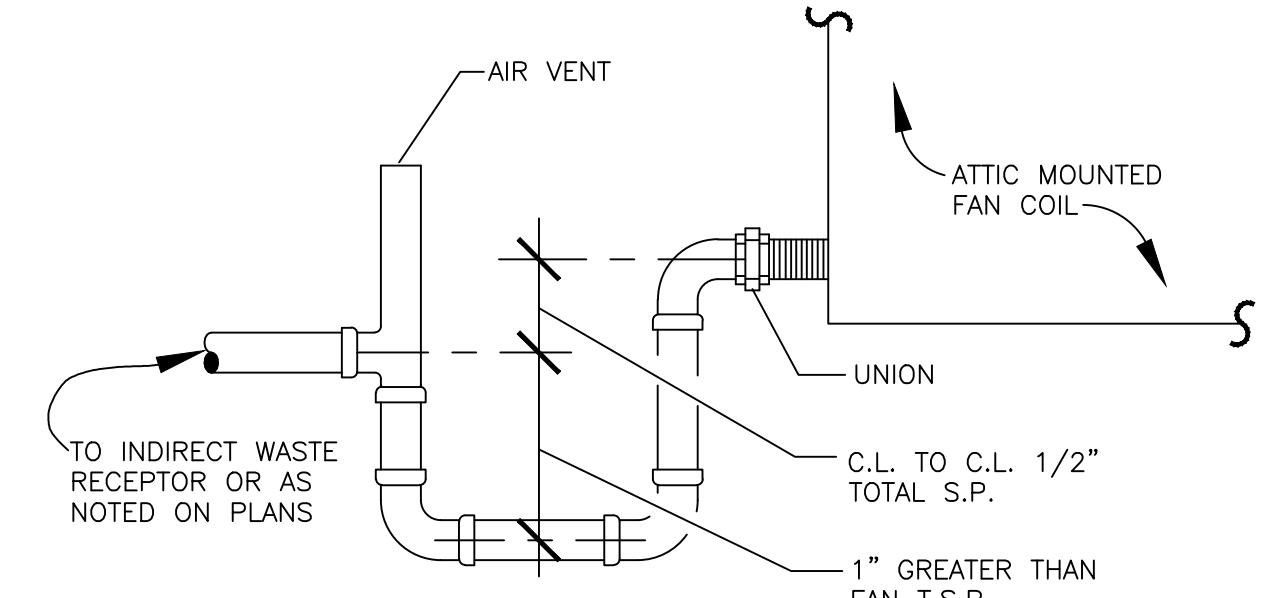 AIR VENT
ATTIC MOUNTED
FAN COIL
UNION
TO INDIRECT WASTE
RECEPTOR OR AS
NOTED ON PLANS
C.L. TO C.L. 1/2”
TOTAL S.P.
1” GREATER THAN
FAN T.S.P.